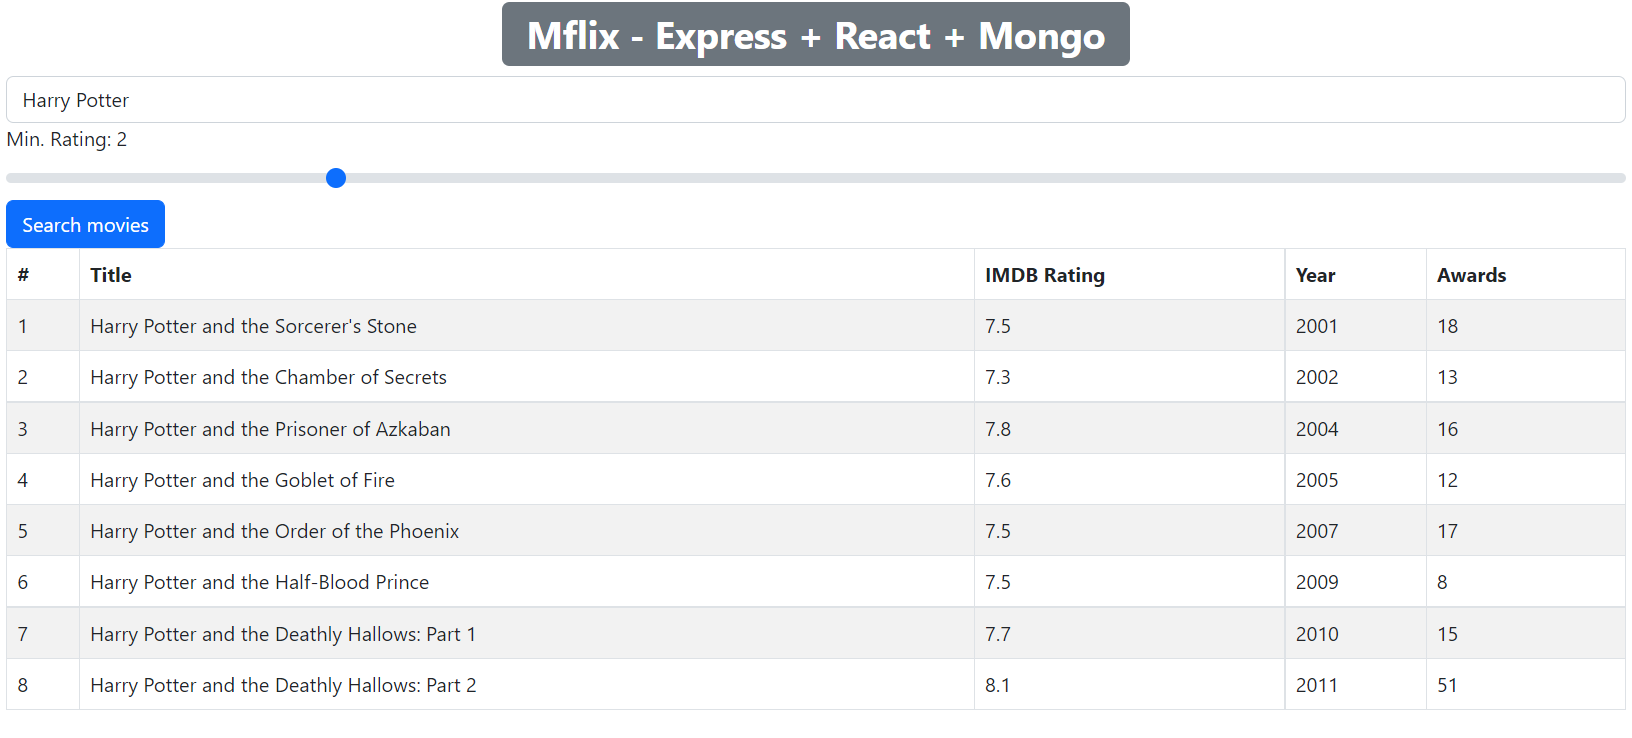 Mflix - Express + React + Mongo
Harry Potter
Min. Rating: 2
Search movies
# Title IMDB Rating Year Awards
1 Harry Potter and the Sorcerer's Stone 7.5 2001 18
2 Harry Potter and the Chamber of Secrets 7.3 2002 13
3 Harry Potter and the Prisoner of Azkaban 7.8 2004 16
4 Harry Potter and the Goblet of Fire 7.6 2005 12
5 Harry Potter and the Order of the Phoenix 7.5 2007 17
6 Harry Potter and the Half-Blood Prince 7.5 2009 8
7 Harry Potter and the Deathly Hallows: Part 1 7.7 2010 15
8 Harry Potter and the Deathly Hallows: Part 2 8.1 2011 51